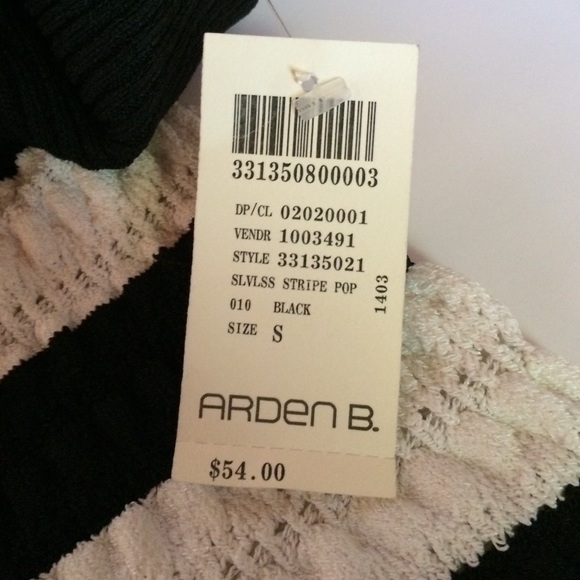 331350800003
DP/CL 02020001
VENDR 1003491
STYLE 33135021
SLVLSS STRIPE POP
010 BLACK
SIZE S
1403
ARDEN B.
$54.00